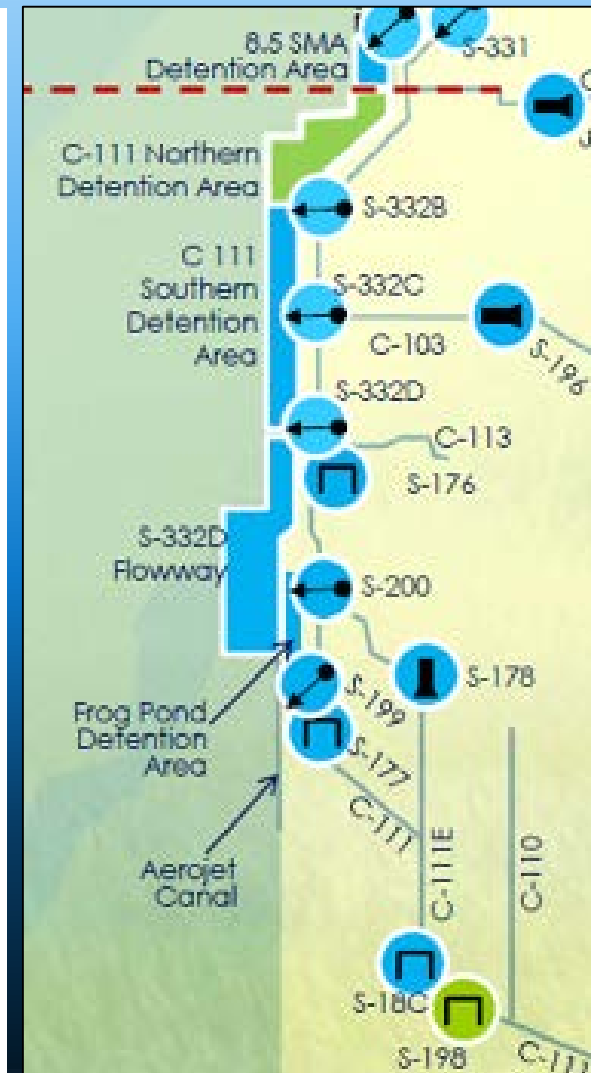 8.5 SMA
Detention Area
S-331
C-111 Northern
Detention Area
S-332B
C 111
Southern
Detention
Area
S-332C
C-103
S-196
S-332D
C-113
S-176
S-332D
Flowway
S-200
S-178
S-199
Frog Pond
Detention
Area
S-177
C-111
Aerojet
Canal
C-111E
C-110
S-18C
S-198
C-111